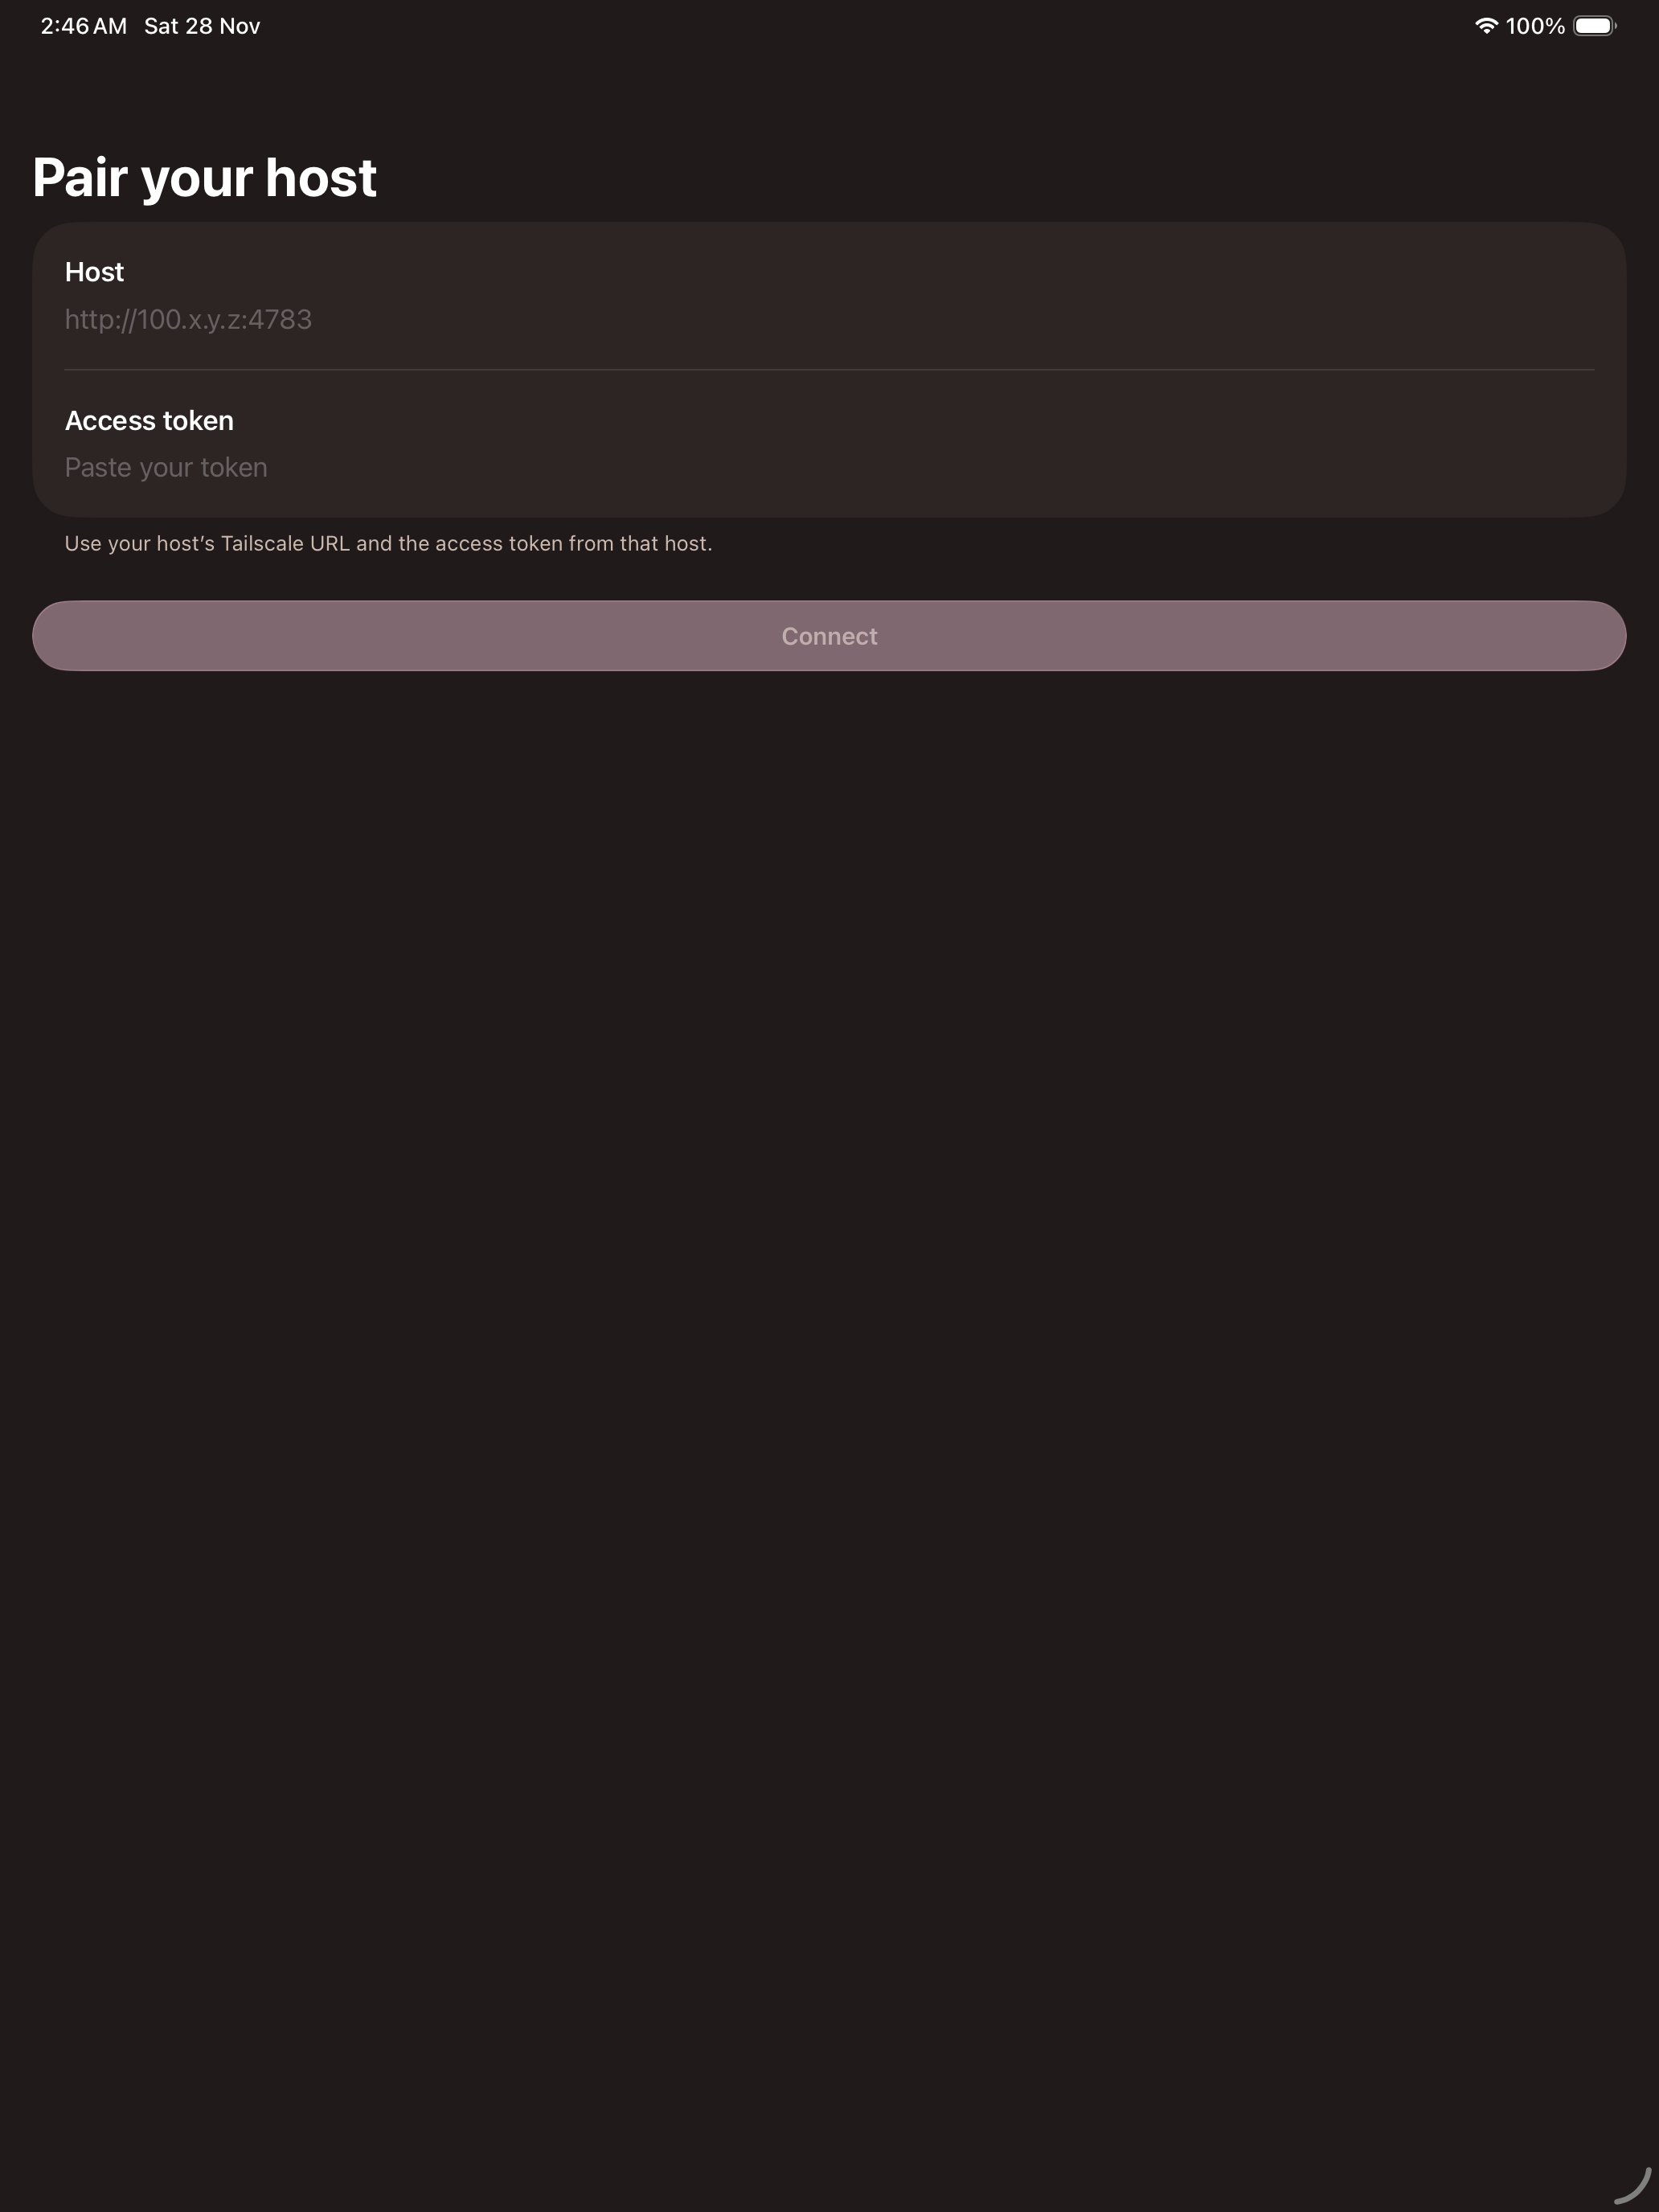 2:46 AM Sat 28 Nov 100%
Pair your host
Host
http://100.x.y.z:4783
Access token
Paste your token
Use your host’s Tailscale URL and the access token from that host.
Connect